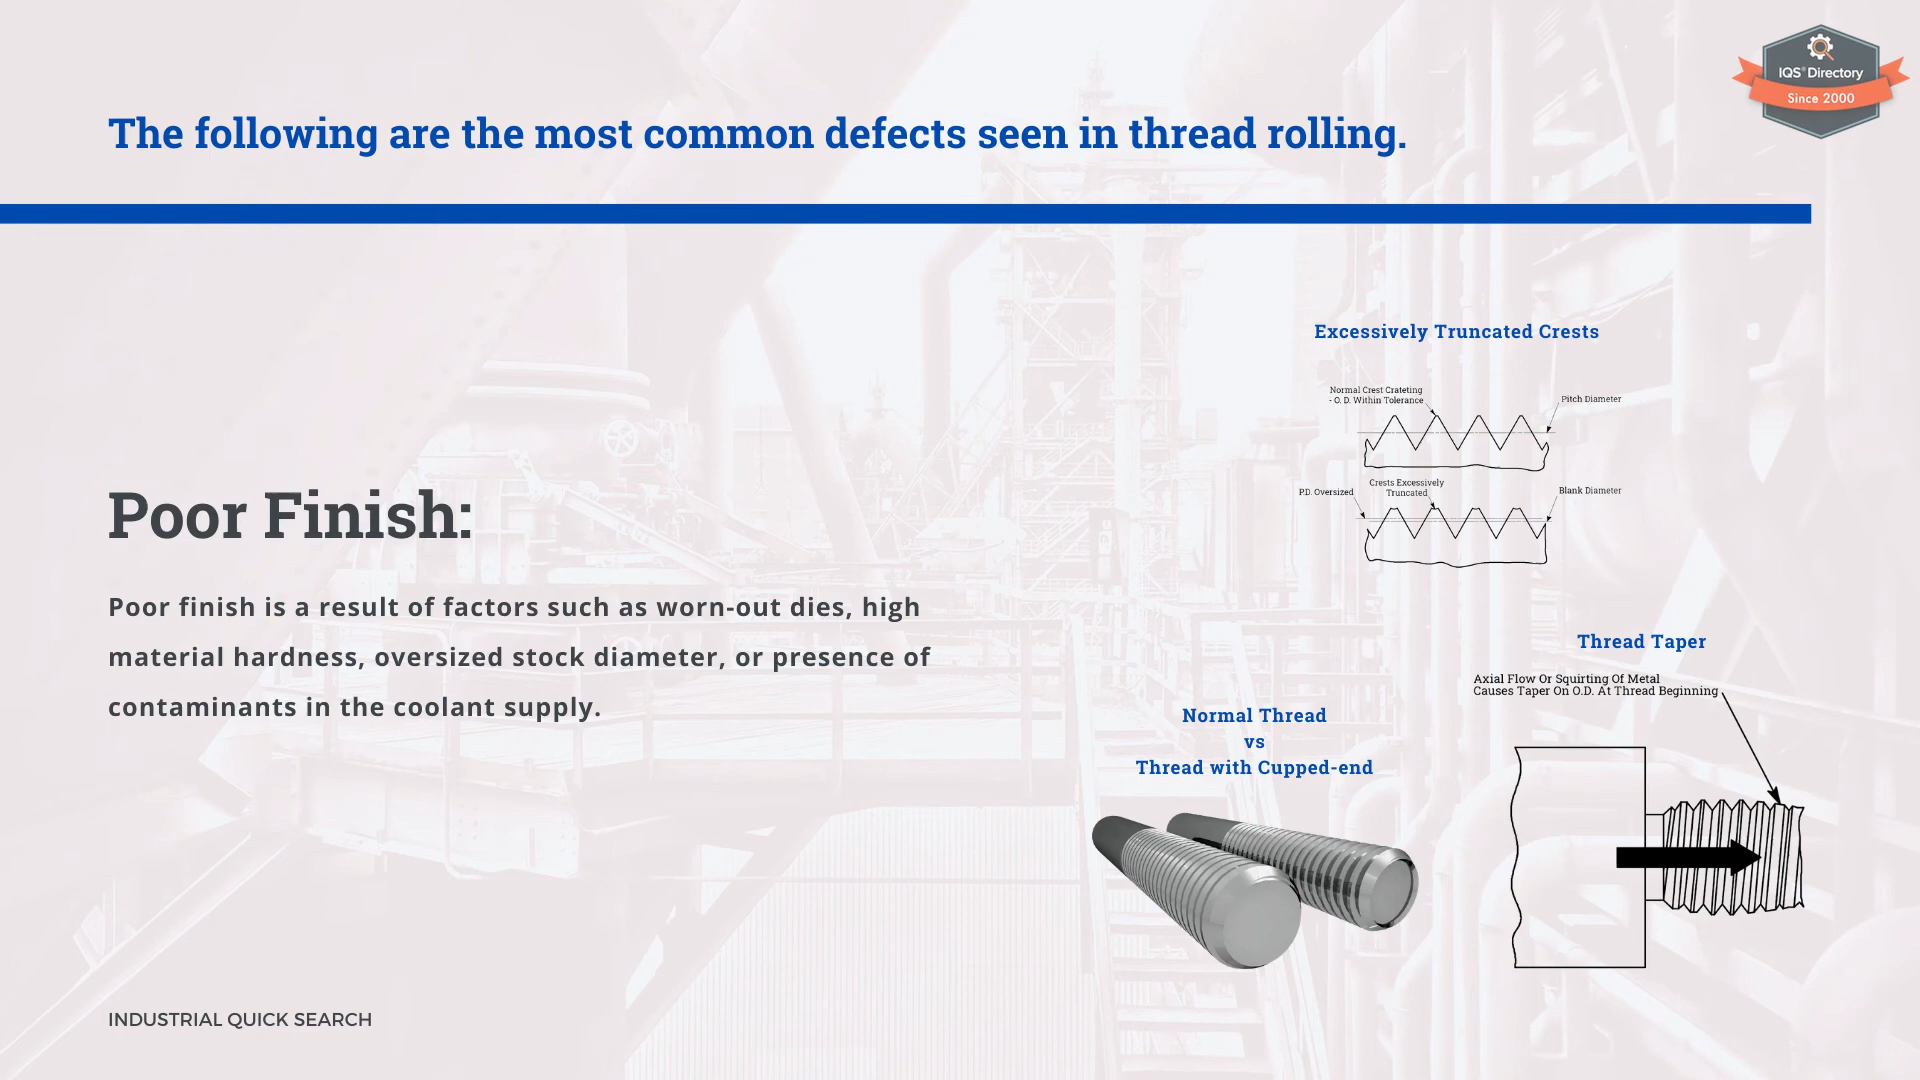 IQS® Directory
Since 2000
The following are the most common defects seen in thread rolling.
Poor Finish:
Poor finish is a result of factors such as worn-out dies, high
material hardness, oversized stock diameter, or presence of
contaminants in the coolant supply.
Excessively Truncated Crests
Normal Crest Crateting
- O. D. Within Tolerance
Pitch Diameter
P.D. Oversized
Crests Excessively
Truncated
Blank Diameter
Thread Taper
Axial Flow Or Squirting Of Metal
Causes Taper On O.D. At Thread Beginning
Normal Thread
vs
Thread with Cupped-end
INDUSTRIAL QUICK SEARCH